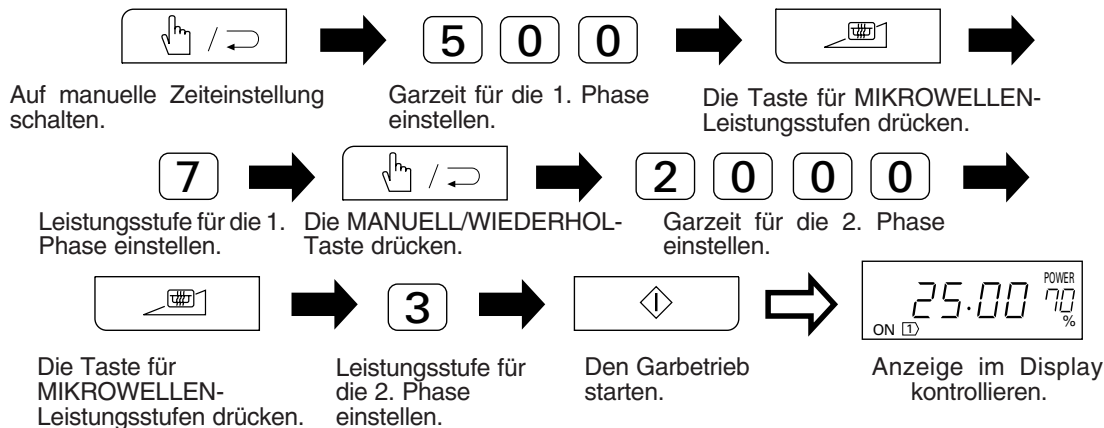 /
5 0 0
Auf manuelle Zeiteinstellung
schalten.
Garzeit für die 1. Phase
einstellen.
Die Taste für MIKROWELLEN-
Leistungsstufen drücken.
7
/
2 0 0 0
Leistungsstufe für die 1.
Phase einstellen.
Die MANUELL/WIEDERHOL-
Taste drücken.
Garzeit für die 2. Phase
einstellen.
3
25.00
POWER
70
%
ON 1
Die Taste für
MIKROWELLEN-
Leistungsstufen drücken.
Leistungsstufe für
die 2. Phase
einstellen.
Den Garbetrieb
starten.
Anzeige im Display
kontrollieren.